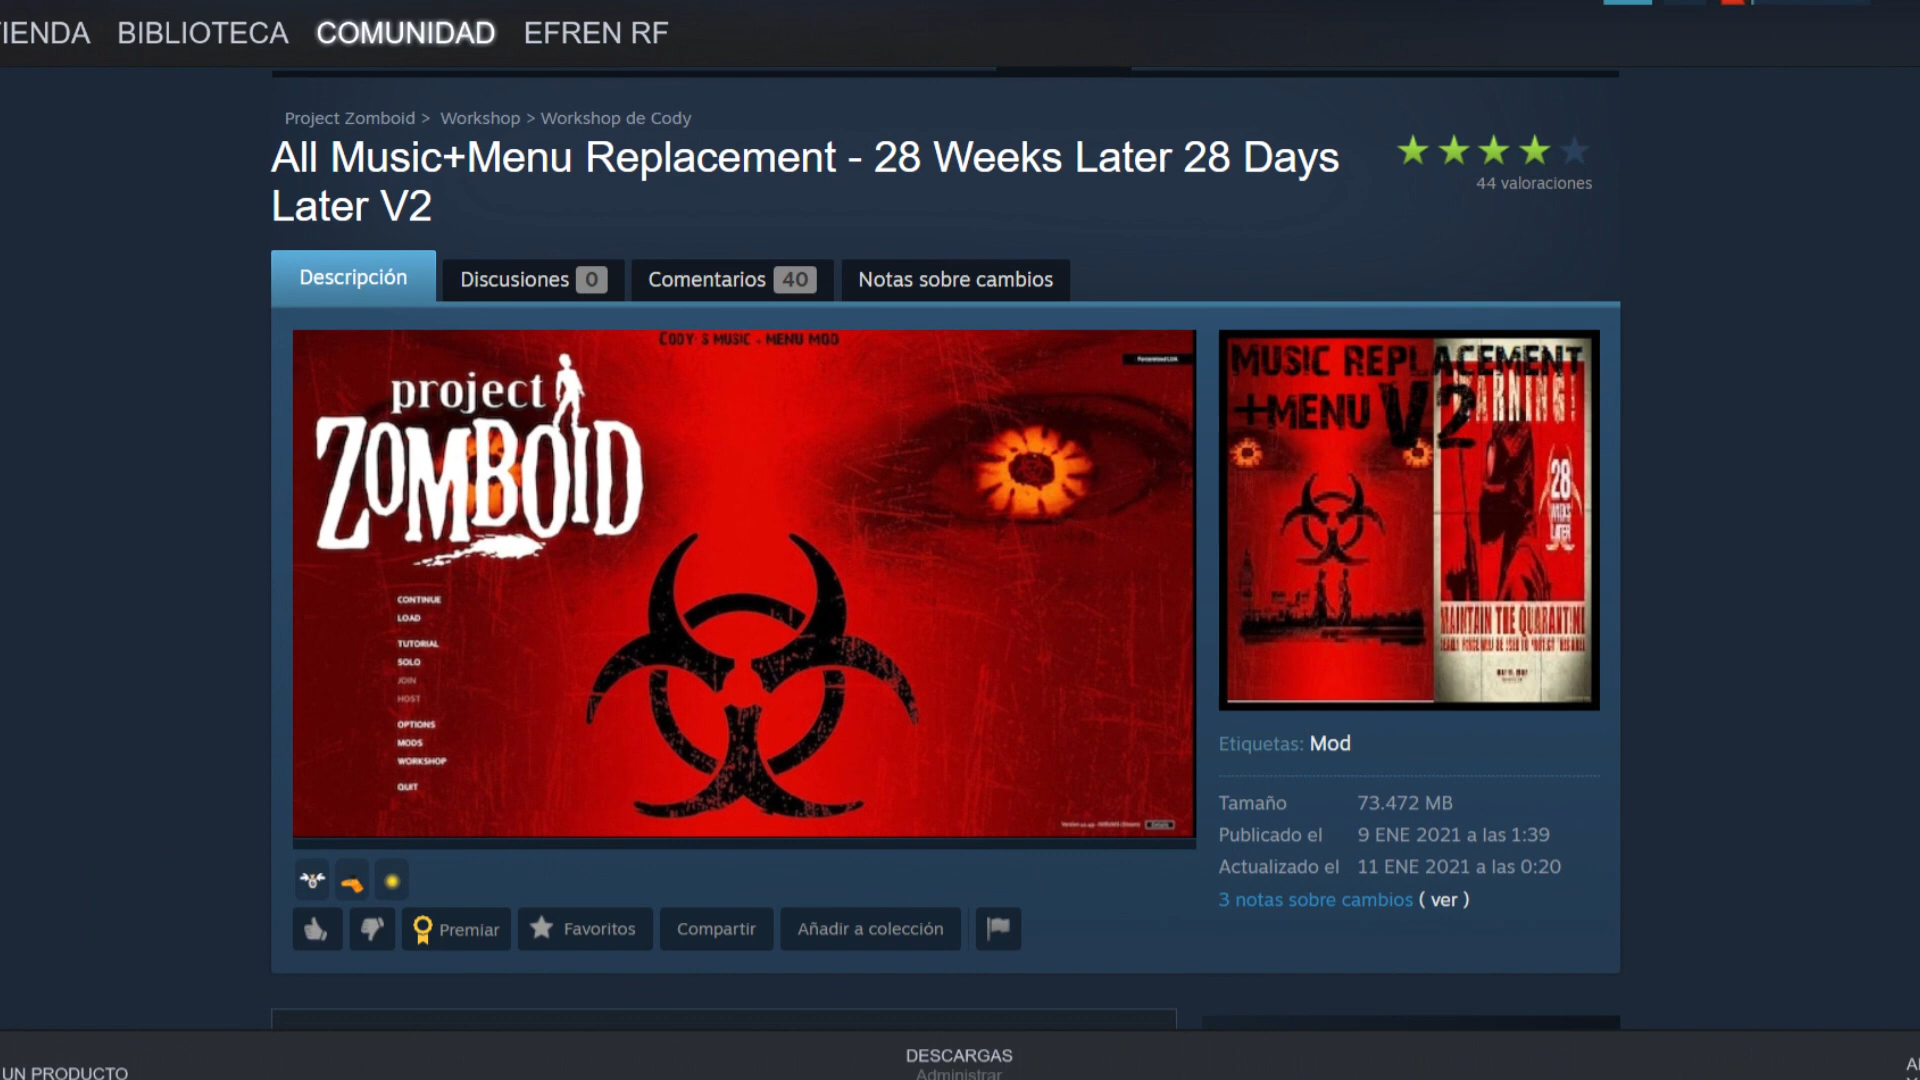 TIENDA BIBLIOTECA COMUNIDAD EFREN RF
Project Zomboid > Workshop > Workshop de Cody
All Music+Menu Replacement - 28 Weeks Later 28 Days
Later V2
44 valoraciones
Descripción
Discusiones 0
Comentarios 40
Notas sobre cambios
CODY'S MUSIC + MENU MOD
project
ZOMBOID
CONTINUE
LOAD
TUTORIAL
SOLO
JOIN
HOST
OPTIONS
MODS
WORKSHOP
QUIT
MUSIC REPLACEMENT
+MENU V2
WARNING!
28
WEEKS
LATER
MAINTAIN THE QUARANTINE
Etiquetas: Mod
Tamaño 73.472 MB
Publicado el 9 ENE 2021 a las 1:39
Actualizado el 11 ENE 2021 a las 0:20
3 notas sobre cambios ( ver )
Premiar
Favoritos
Compartir
Añadir a colección
UN PRODUCTO
DESCARGAS
Administrar